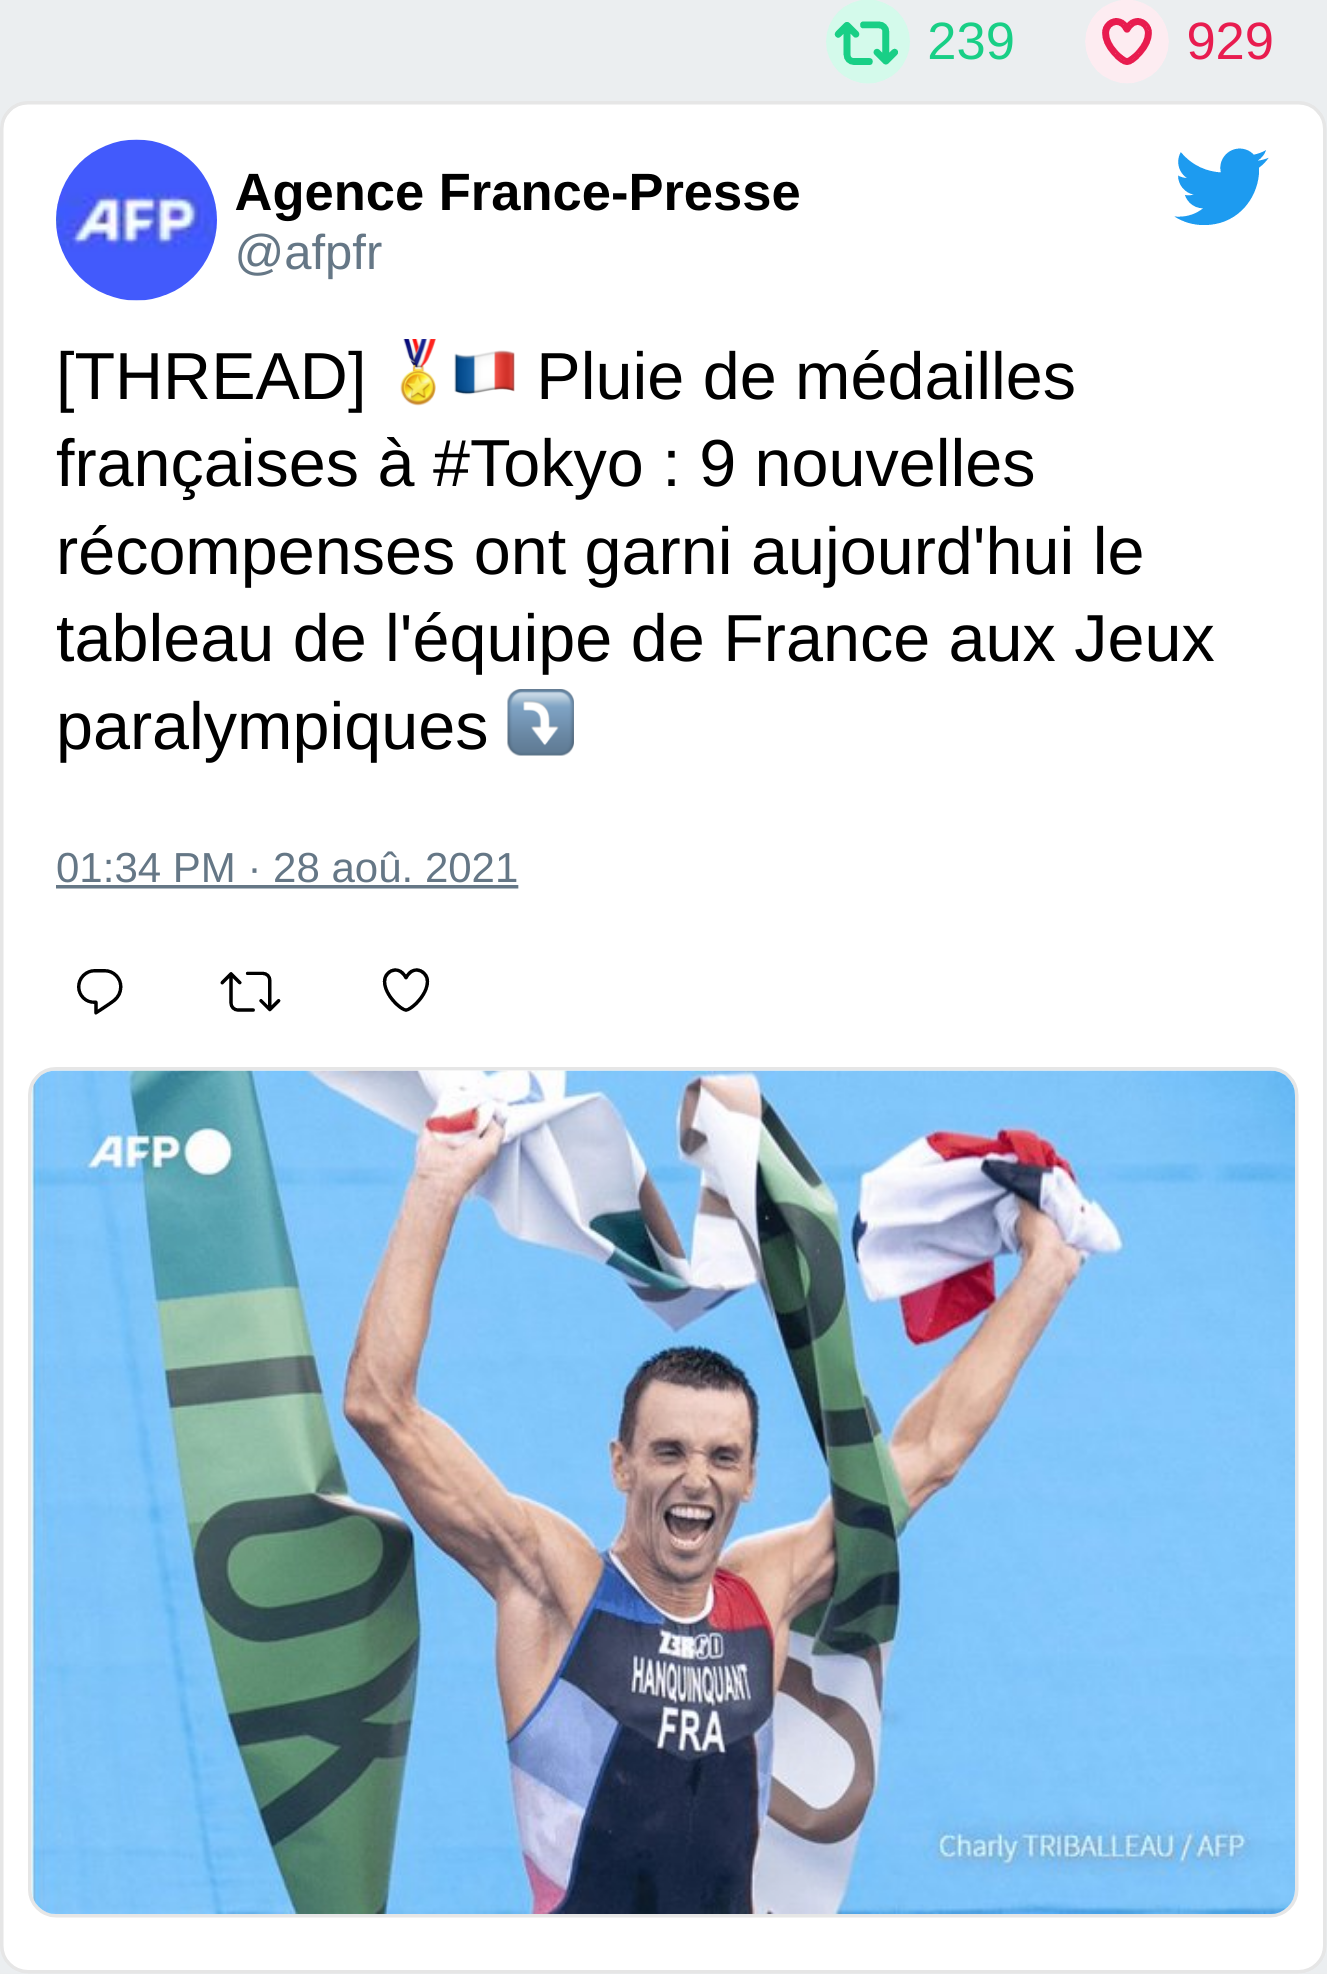 239 929
AFP
Agence France-Presse
@afpfr
[THREAD] 🏅🇫🇷 Pluie de médailles
françaises à #Tokyo : 9 nouvelles
récompenses ont garni aujourd'hui le
tableau de l'équipe de France aux Jeux
paralympiques ⤵️
01:34 PM · 28 aoû. 2021
AFP
TOK
ZEROD
HANQUINQUANT
FRA
Charly TRIBALLEAU / AFP